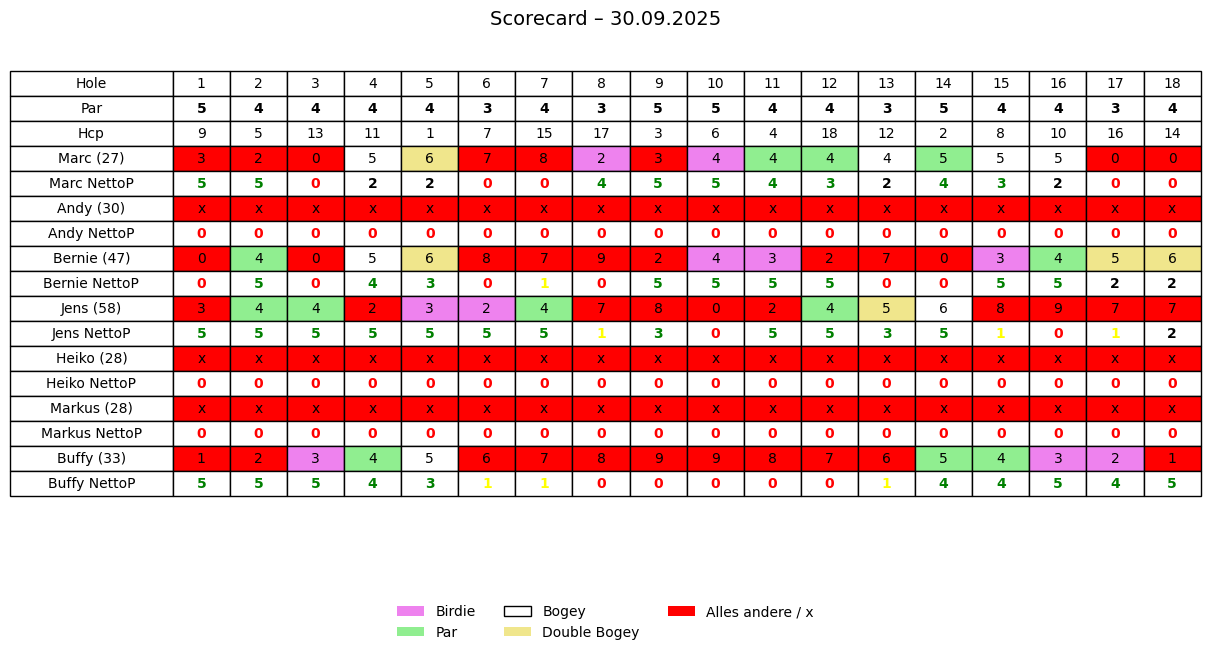 Scorecard – 30.09.2025
Hole 1 2 3 4 5 6 7 8 9 10 11 12 13 14 15 16 17 18
Par 5 4 4 4 4 3 4 3 5 5 4 4 3 5 4 4 3 4
Hcp 9 5 13 11 1 7 15 17 3 6 4 18 12 2 8 10 16 14
Marc (27) 3 2 0 5 6 7 8 2 3 4 4 4 4 5 5 5 0 0
Marc NettoP 5 5 0 2 2 0 0 4 5 5 4 3 2 4 3 2 0 0
Andy (30) x x x x x x x x x x x x x x x x x x
Andy NettoP 0 0 0 0 0 0 0 0 0 0 0 0 0 0 0 0 0 0
Bernie (47) 0 4 0 5 6 8 7 9 2 4 3 2 7 0 3 4 5 6
Bernie NettoP 0 5 0 4 3 0 1 0 5 5 5 5 0 0 5 5 2 2
Jens (58) 3 4 4 2 3 2 4 7 8 0 2 4 5 6 8 9 7 7
Jens NettoP 5 5 5 5 5 5 5 1 3 0 5 5 3 5 1 0 1 2
Heiko (28) x x x x x x x x x x x x x x x x x x
Heiko NettoP 0 0 0 0 0 0 0 0 0 0 0 0 0 0 0 0 0 0
Markus (28) x x x x x x x x x x x x x x x x x x
Markus NettoP 0 0 0 0 0 0 0 0 0 0 0 0 0 0 0 0 0 0
Buffy (33) 1 2 3 4 5 6 7 8 9 9 8 7 6 5 4 3 2 1
Buffy NettoP 5 5 5 4 3 1 1 0 0 0 0 0 1 4 4 5 4 5
Birdie Bogey Alles andere / x
Par Double Bogey